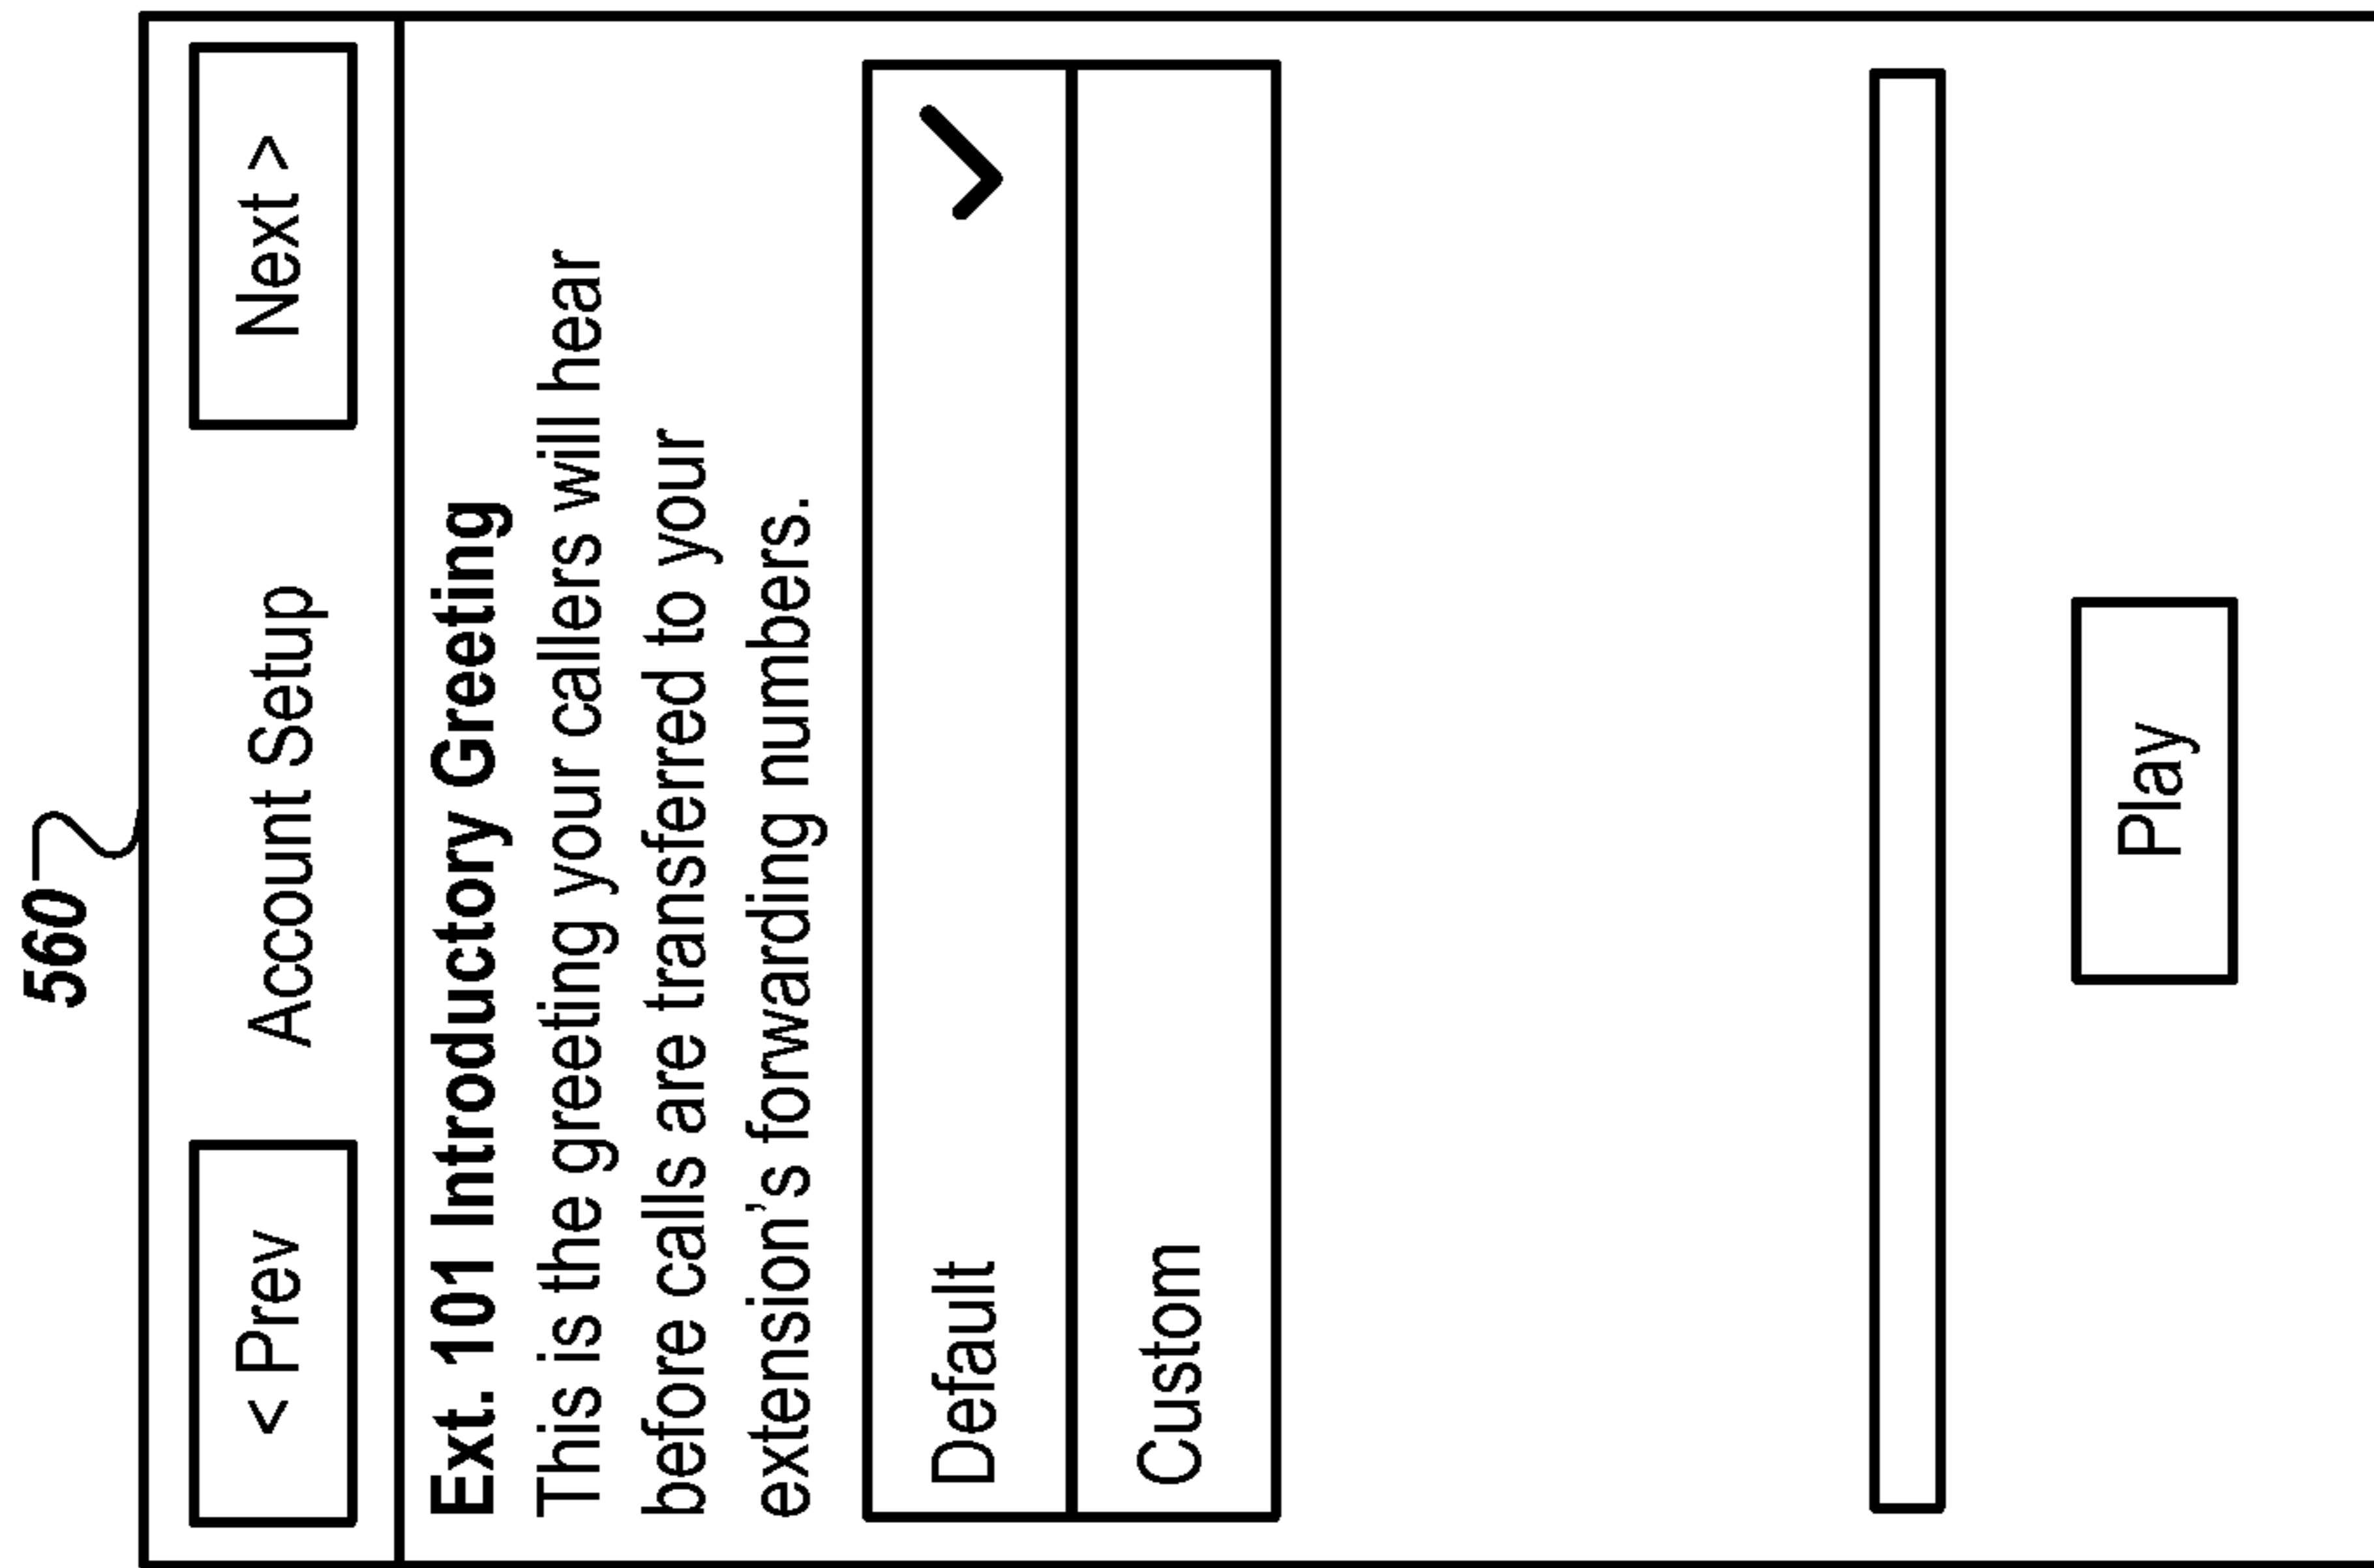 560
< Prev
Account Setup
Next >
Ext. 101 Introductory Greeting
This is the greeting your callers will hear
before calls are transferred to your
extension's forwarding numbers.
Default
Custom
Play